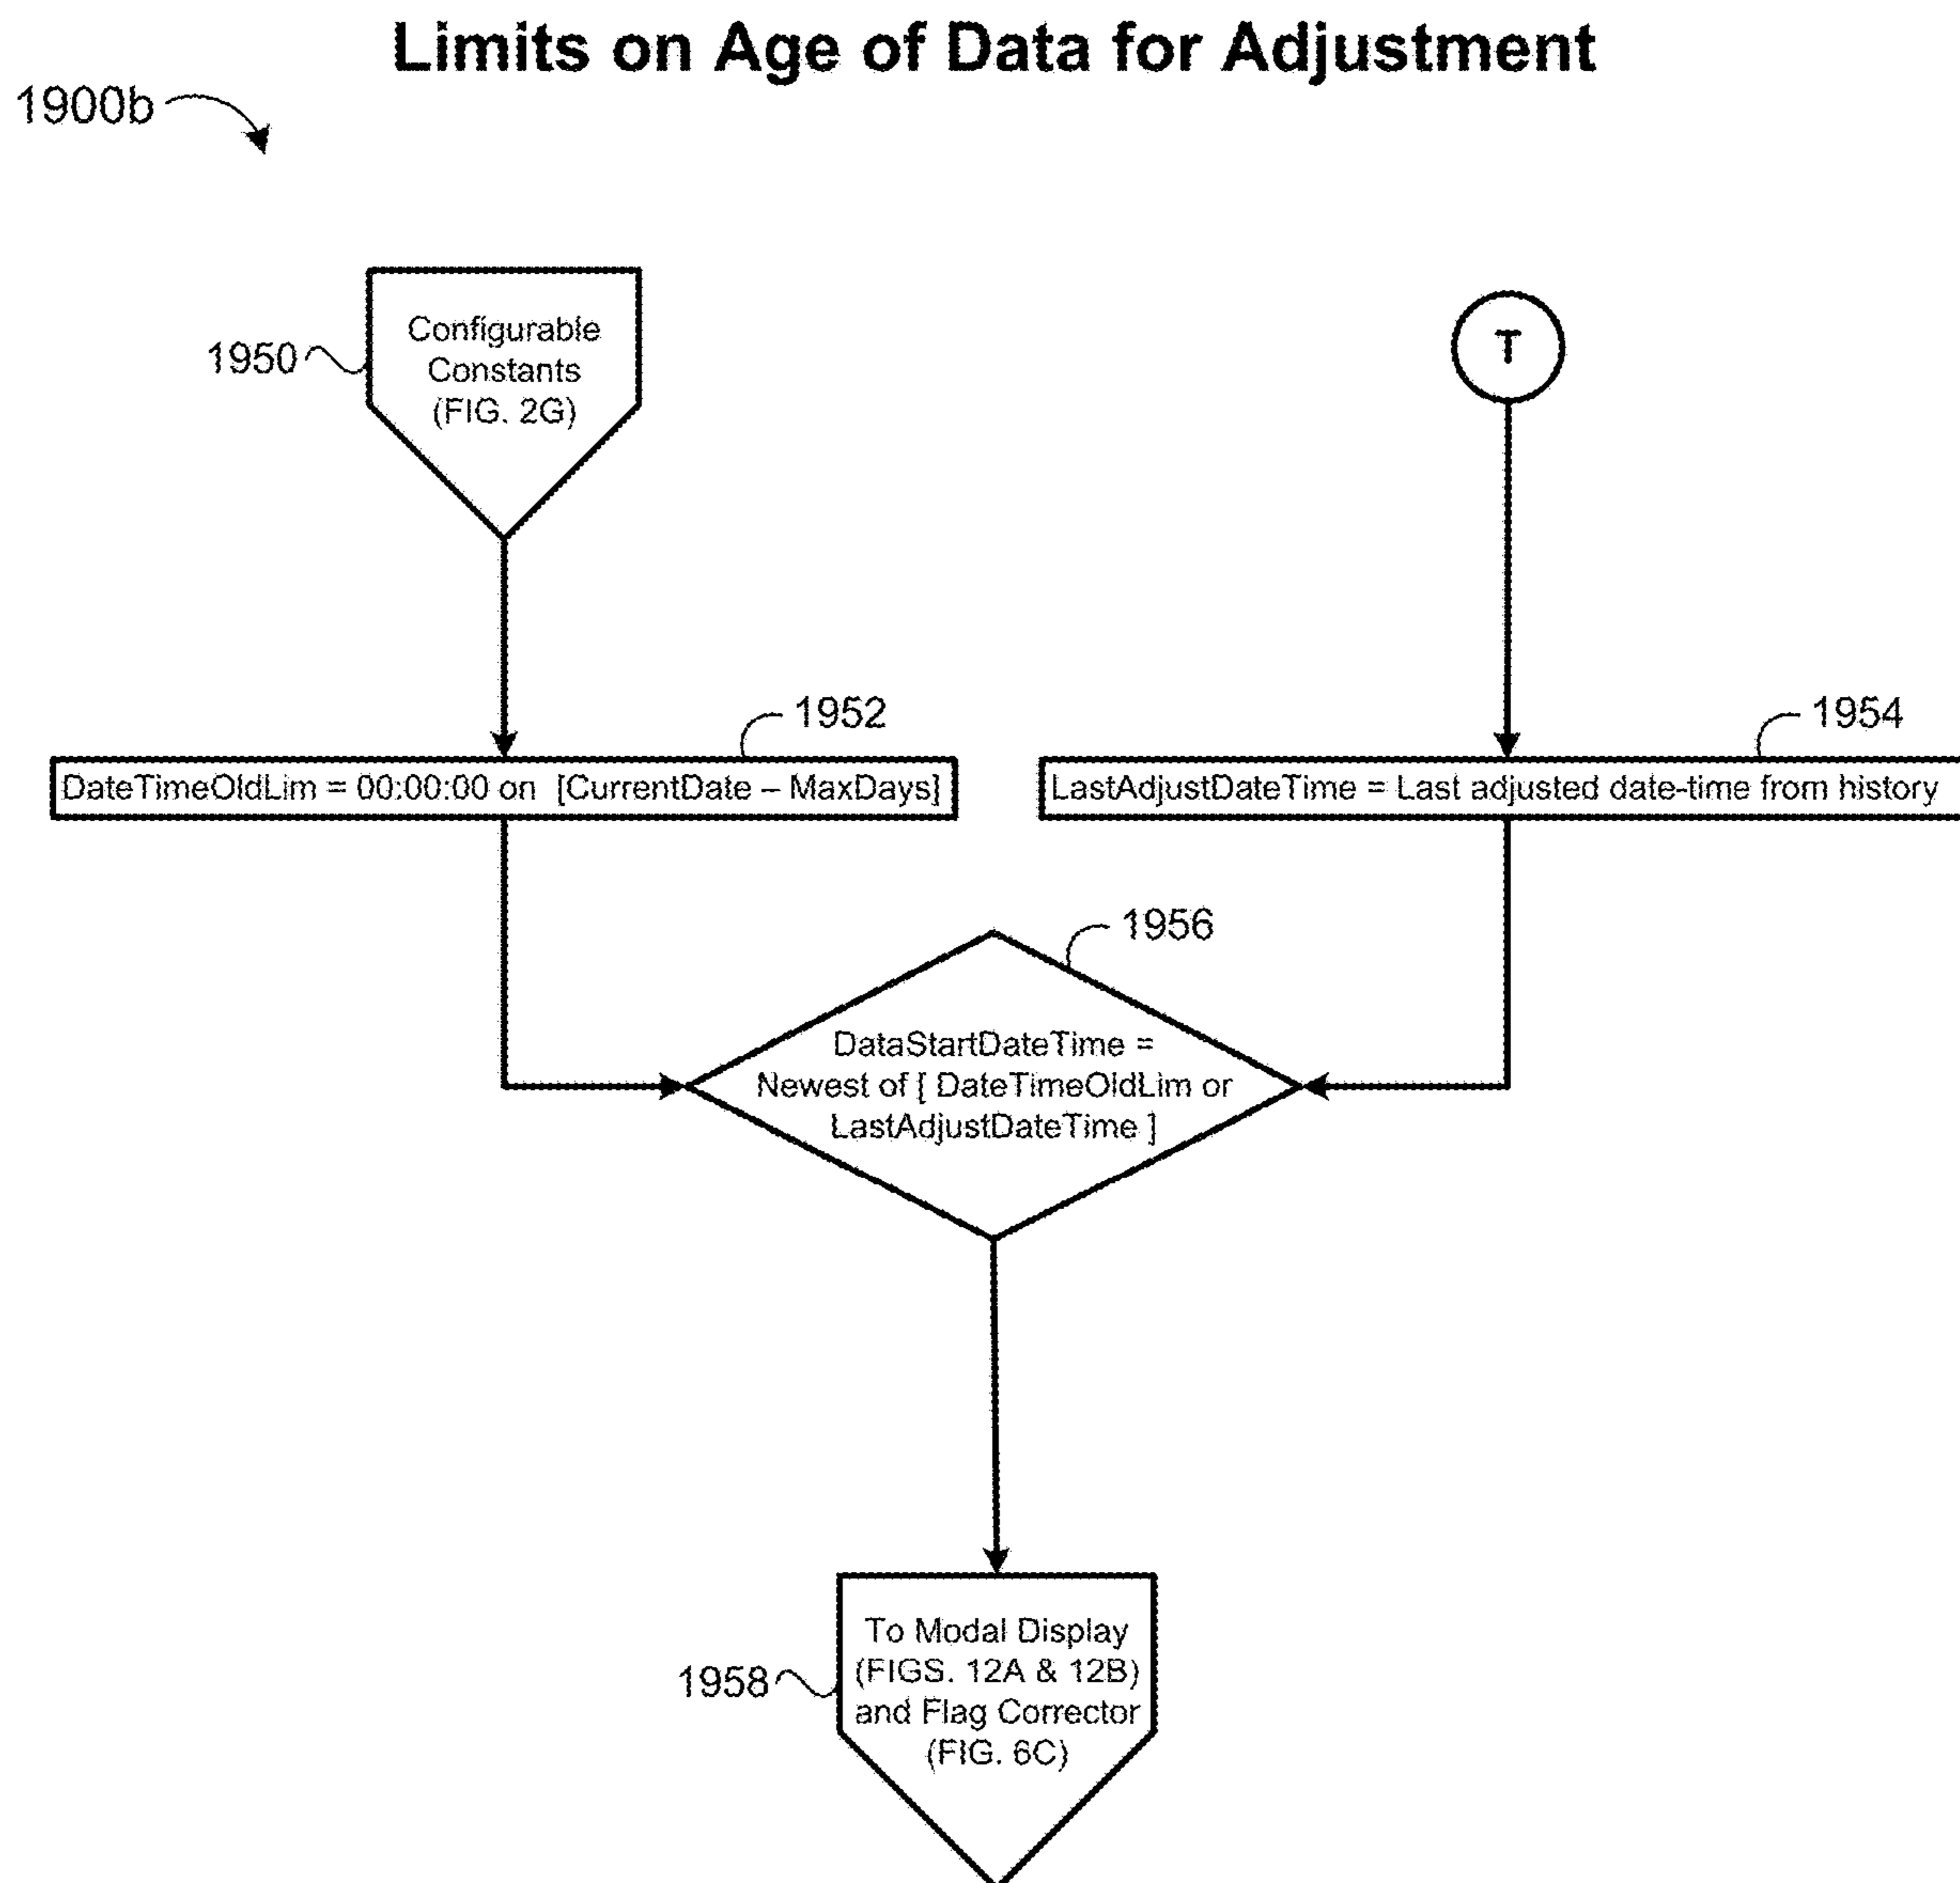 Limits on Age of Data for Adjustment
1900b
Configurable
Constants
(FIG. 2G)
1950
T
1952
DateTimeOldLim = 00:00:00 on [CurrentDate – MaxDays]
1954
LastAdjustDateTime = Last adjusted date-time from history
1956
DataStartDateTime =
Newest of [ DateTimeOldLim or
LastAdjustDateTime ]
To Modal Display
(FIGS. 12A & 12B)
and Flag Corrector
(FIG. 6C)
1958